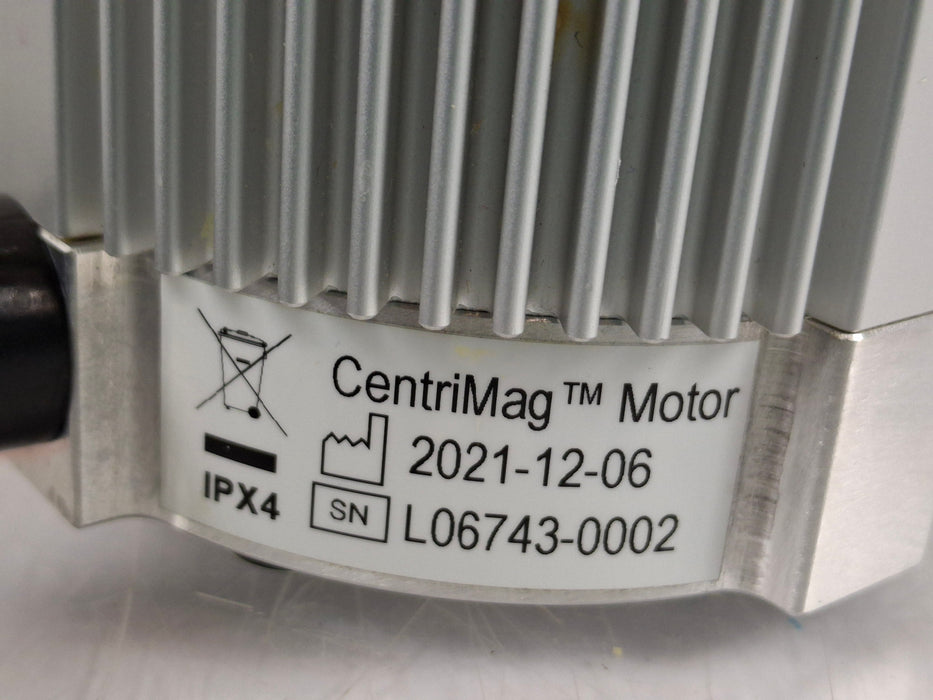 CentriMag™ Motor
2021-12-06
IPX4
SN L06743-0002